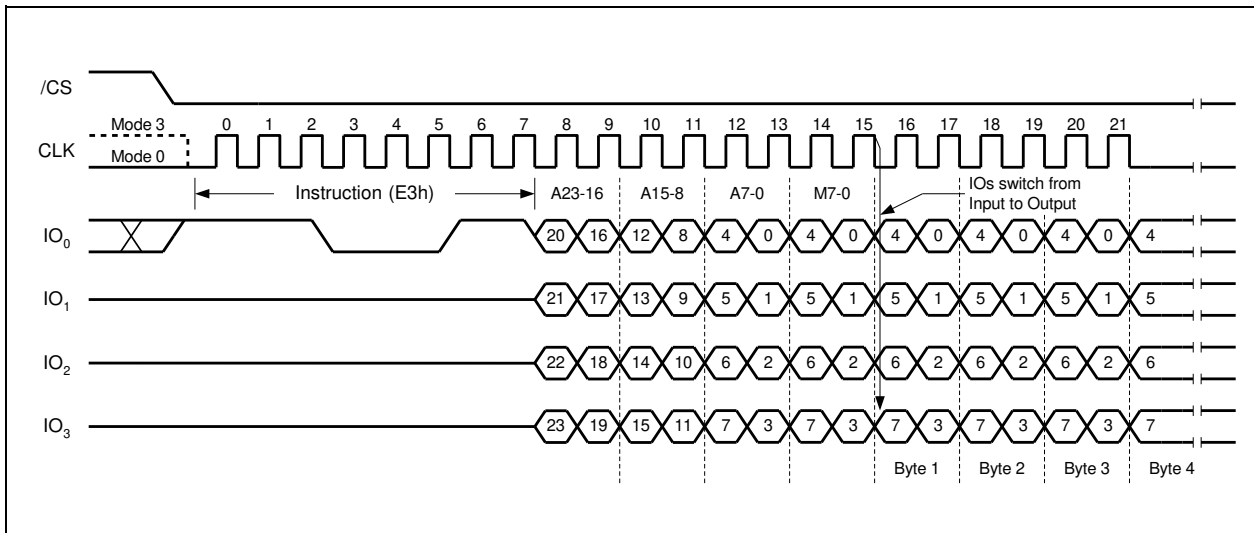 /CS
Mode 3
0 1 2 3 4 5 6 7 8 9 10 11 12 13 14 15 16 17 18 19 20 21
CLK
Mode 0
Instruction (E3h) A23-16 A15-8 A7-0 M7-0
IOs switch from
Input to Output
IO0 20 16 12 8 4 0 4 0 4 0 4 0 4 0 4
IO1 21 17 13 9 5 1 5 1 5 1 5 1 5 1 5
IO2 22 18 14 10 6 2 6 2 6 2 6 2 6 2 6
IO3 23 19 15 11 7 3 7 3 7 3 7 3 7 3 7
Byte 1 Byte 2 Byte 3 Byte 4